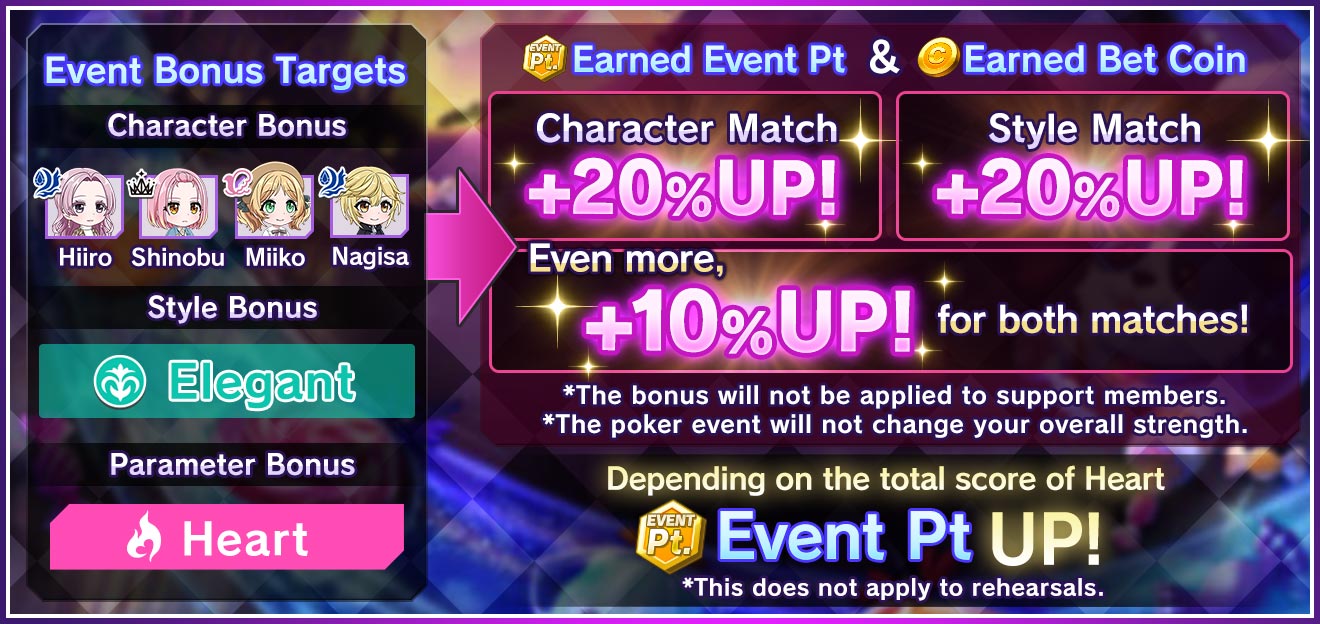 Event Bonus Targets
Character Bonus
Hiiro Shinobu Miiko Nagisa
Style Bonus
Elegant
Parameter Bonus
Heart
EVENT Pt. Earned Event Pt & C Earned Bet Coin
Character Match
+20%UP!
Style Match
+20%UP!
Even more,
+10%UP! for both matches!
*The bonus will not be applied to support members.
*The poker event will not change your overall strength.
Depending on the total score of Heart
EVENT Pt. Event Pt UP!
*This does not apply to rehearsals.